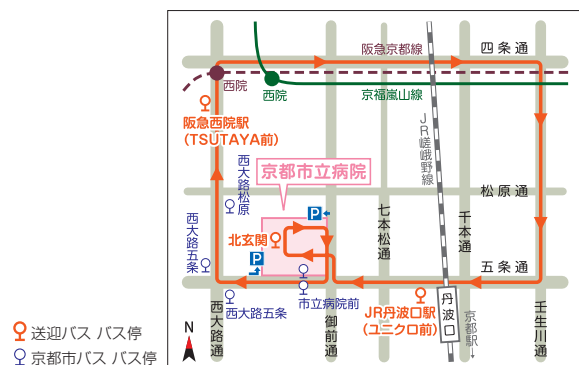 阪急京都線
四条通
西院
西院
京福嵐山線
阪急西院駅
(TSUTAYA前)
JR嵯峨野線
京都市立病院
西大路松原
松原通
七本松通
千本通
P
北玄関
西大路五条
P
五条通
市立病院前
西大路五条
JR丹波口駅
(ユニクロ前)
丹波口
西大路通
御前通
京都駅→
壬生川通
N
送迎バス バス停
京都市バス バス停